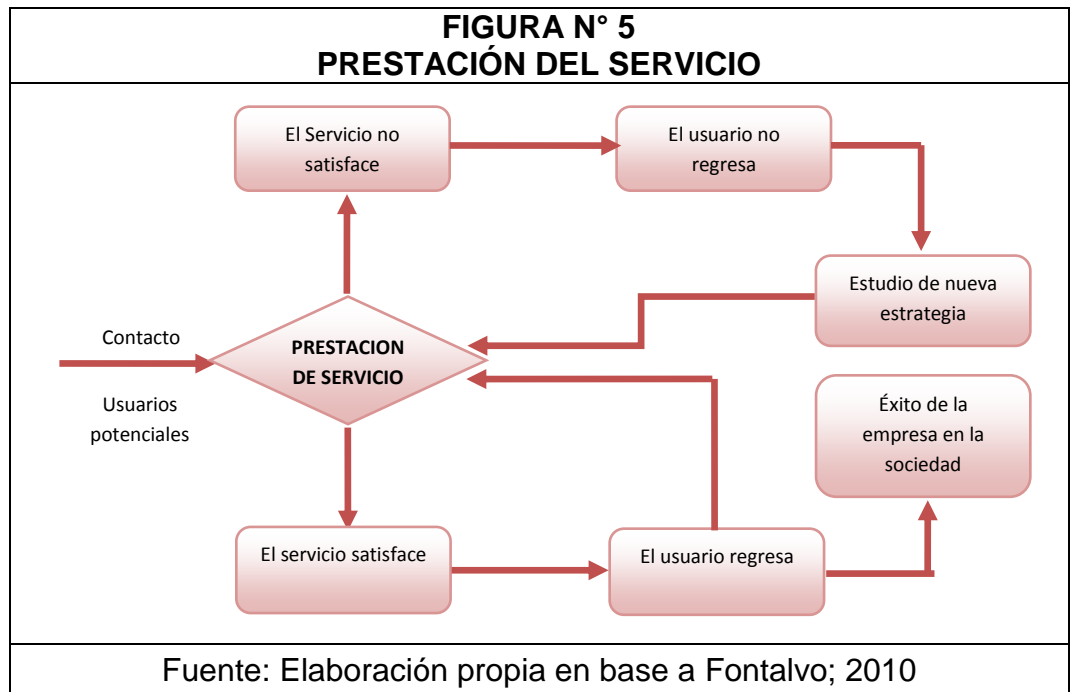 FIGURA N° 5
PRESTACIÓN DEL SERVICIO
El Servicio no
satisface
El usuario no
regresa
Estudio de nueva
estrategia
Contacto
Usuarios
potenciales
PRESTACION
DE SERVICIO
Éxito de la
empresa en la
sociedad
El servicio satisface
El usuario regresa
Fuente: Elaboración propia en base a Fontalvo; 2010